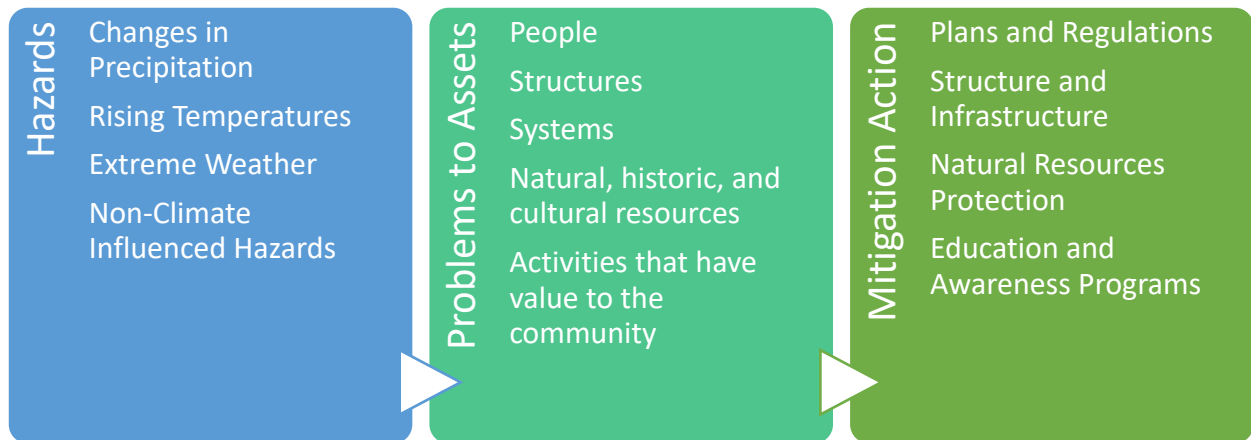 Hazards
Changes in
Precipitation
Rising Temperatures
Extreme Weather
Non-Climate
Influenced Hazards
Problems to Assets
People
Structures
Systems
Natural, historic, and
cultural resources
Activities that have
value to the
community
Mitigation Action
Plans and Regulations
Structure and
Infrastructure
Natural Resources
Protection
Education and
Awareness Programs